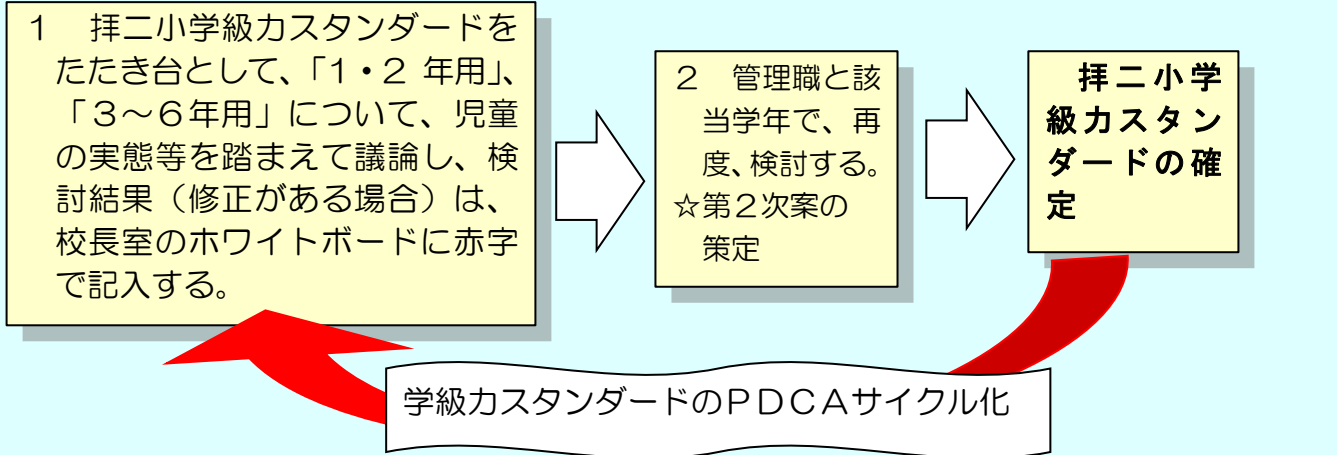 １　拝二小学級力スタンダードを
たたき台として、「１・２ 年用」、
「３～６年用」について、児童
の実態等を踏まえて議論し、検
討結果（修正がある場合）は、
校長室のホワイトボードに赤字
で記入する。
２　管理職と該
当学年で、再
度、検討する。
☆第２次案の
策定
拝二小学
級力スタン
ダードの確
定
学級力スタンダードのＰＤＣＡサイクル化